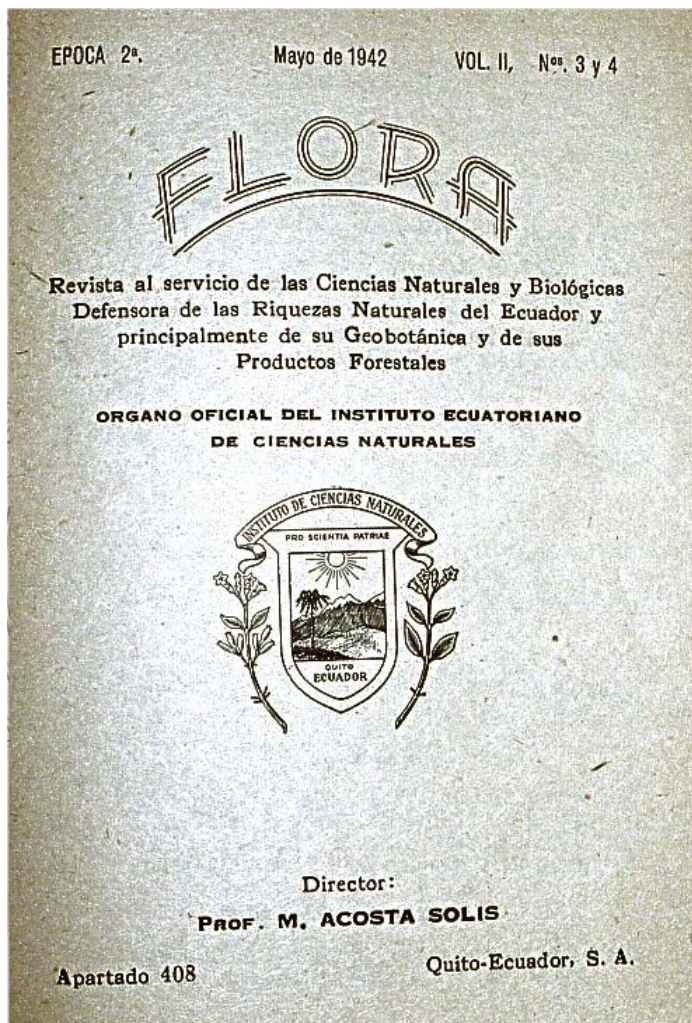 EPOCA 2ª. Mayo de 1942 VOL. II, Nos. 3 y 4
FLORA
Revista al servicio de las Ciencias Naturales y Biológicas
Defensora de las Riquezas Naturales del Ecuador y
principalmente de su Geobotánica y de sus
Productos Forestales
ORGANO OFICIAL DEL INSTITUTO ECUATORIANO
DE CIENCIAS NATURALES
INSTITUTO DE CIENCIAS NATURALES
PRO SCIENTIA PATRIAE
QUITO
ECUADOR
Director:
PROF. M. ACOSTA SOLIS
Apartado 408 Quito-Ecuador, S. A.